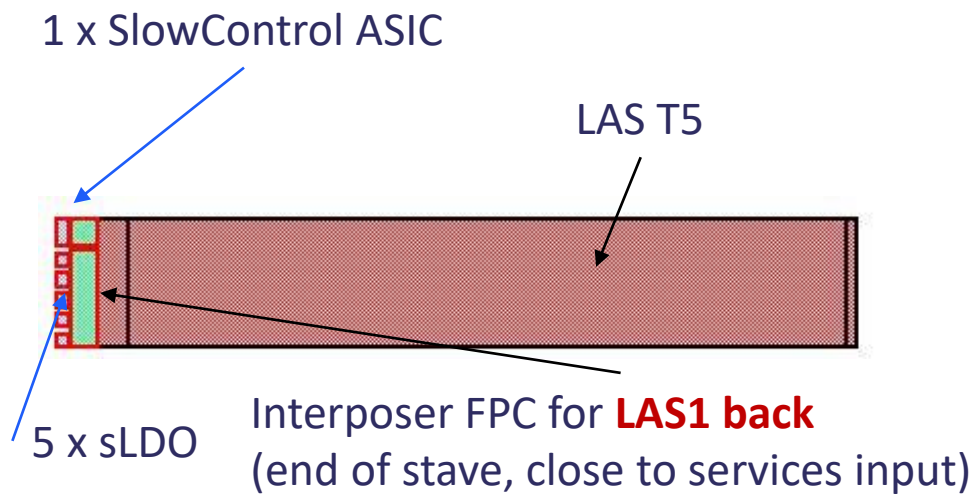 1 x SlowControl ASIC
LAS T5
5 x sLDO
Interposer FPC for LAS1 back
(end of stave, close to services input)